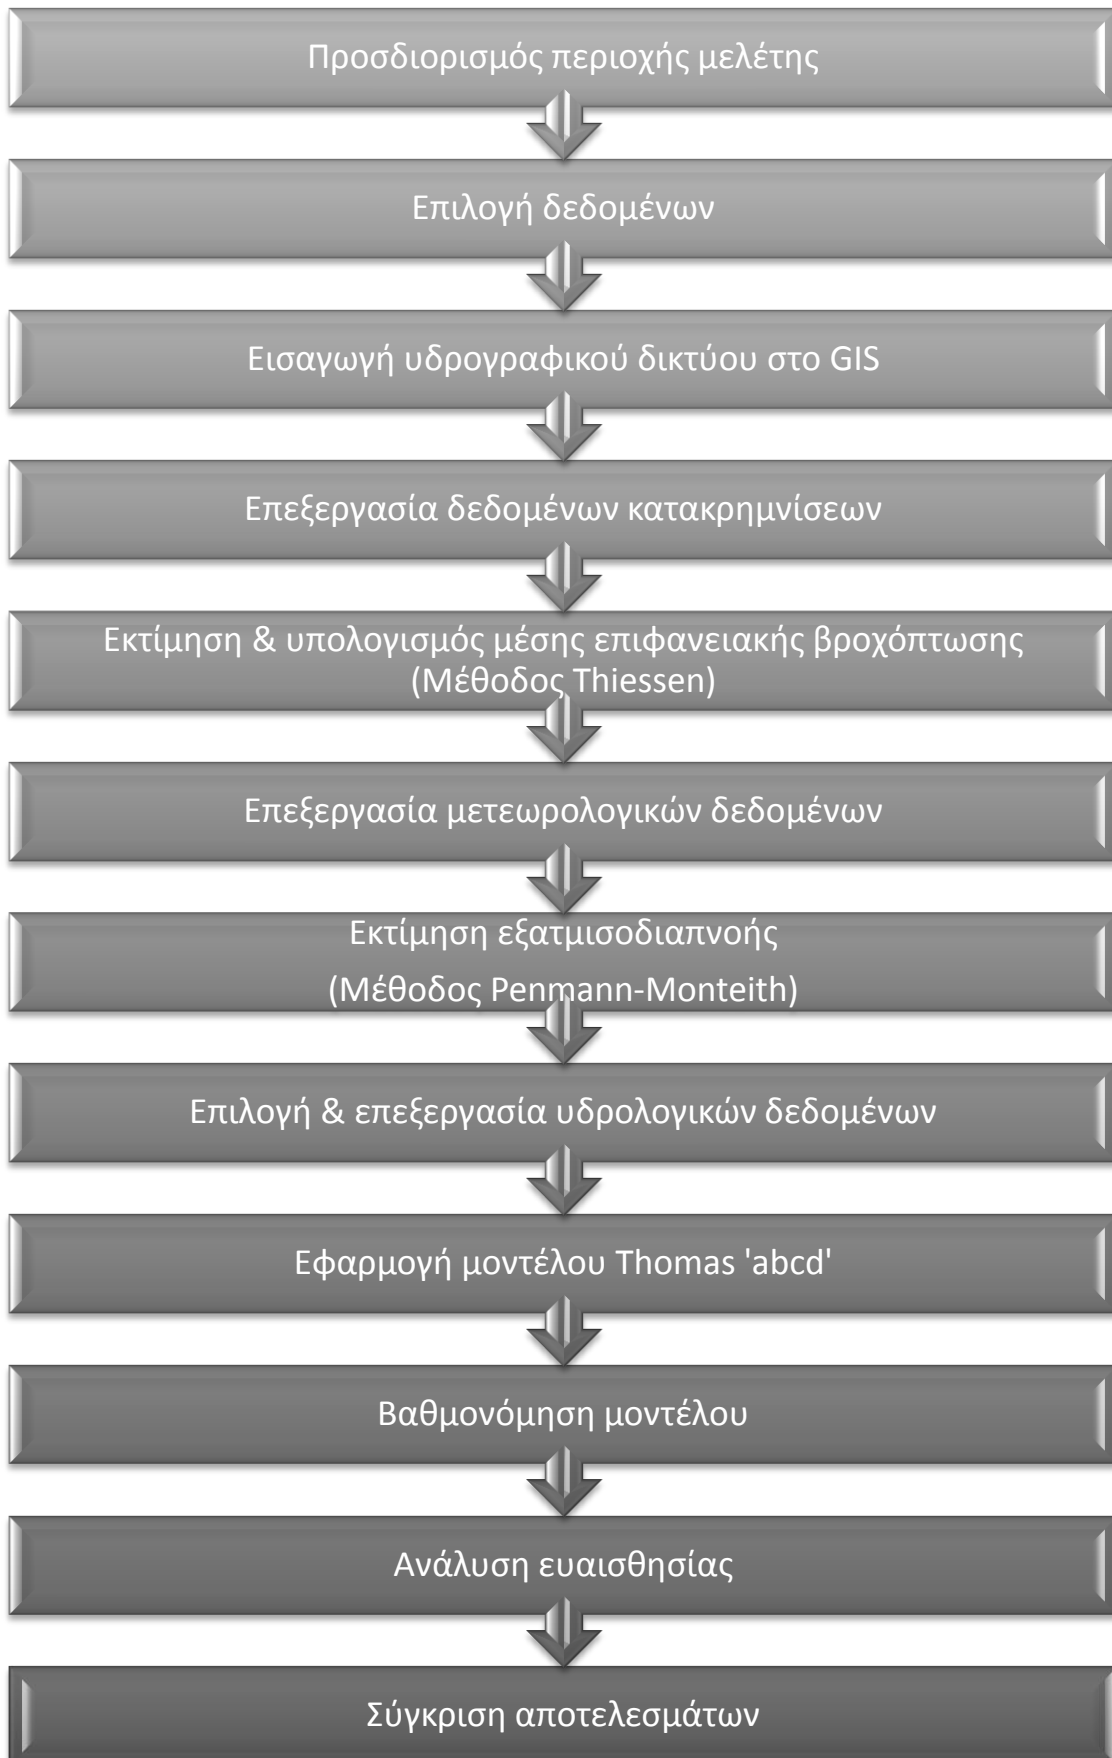 Προσδιορισμός περιοχής μελέτης
Επιλογή δεδομένων
Εισαγωγή υδρογραφικού δικτύου στο GIS
Επεξεργασία δεδομένων κατακρημνίσεων
Εκτίμηση & υπολογισμός μέσης επιφανειακής βροχόπτωσης
(Μέθοδος Thiessen)
Επεξεργασία μετεωρολογικών δεδομένων
Εκτίμηση εξατμισοδιαπνοής
(Μέθοδος Penmann-Monteith)
Επιλογή & επεξεργασία υδρολογικών δεδομένων
Εφαρμογή μοντέλου Thomas 'abcd'
Βαθμονόμηση μοντέλου
Ανάλυση ευαισθησίας
Σύγκριση αποτελεσμάτων